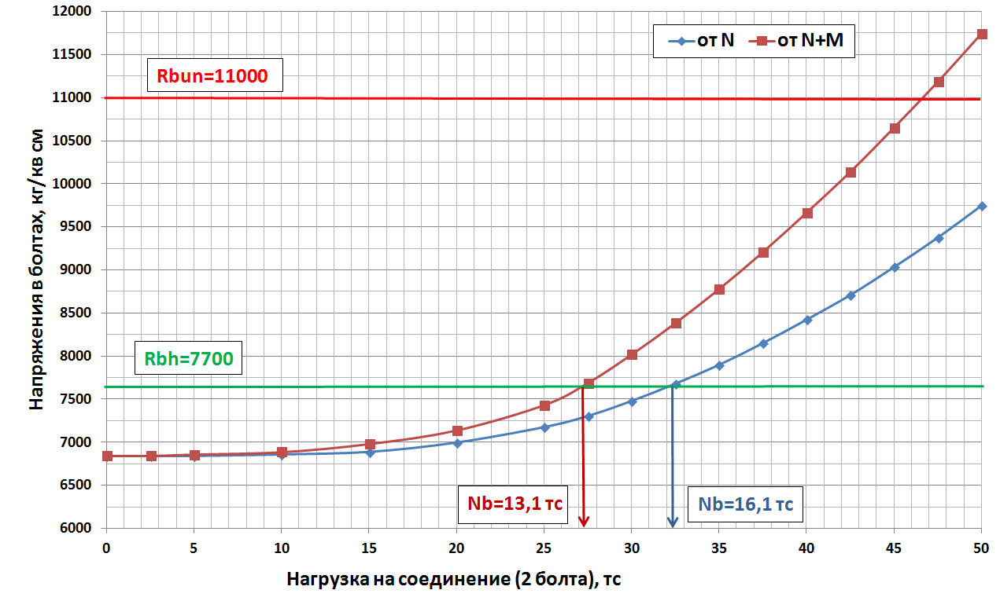 12000
11500
11000
10500
10000
9500
9000
8500
8000
7500
7000
6500
6000
Напряжения в болтах, кг/кв см
от N от N+M
Rbun=11000
Rbh=7700
Nb=13,1 тс
Nb=16,1 тс
0 5 10 15 20 25 30 35 40 45 50
Нагрузка на соединение (2 болта), тс